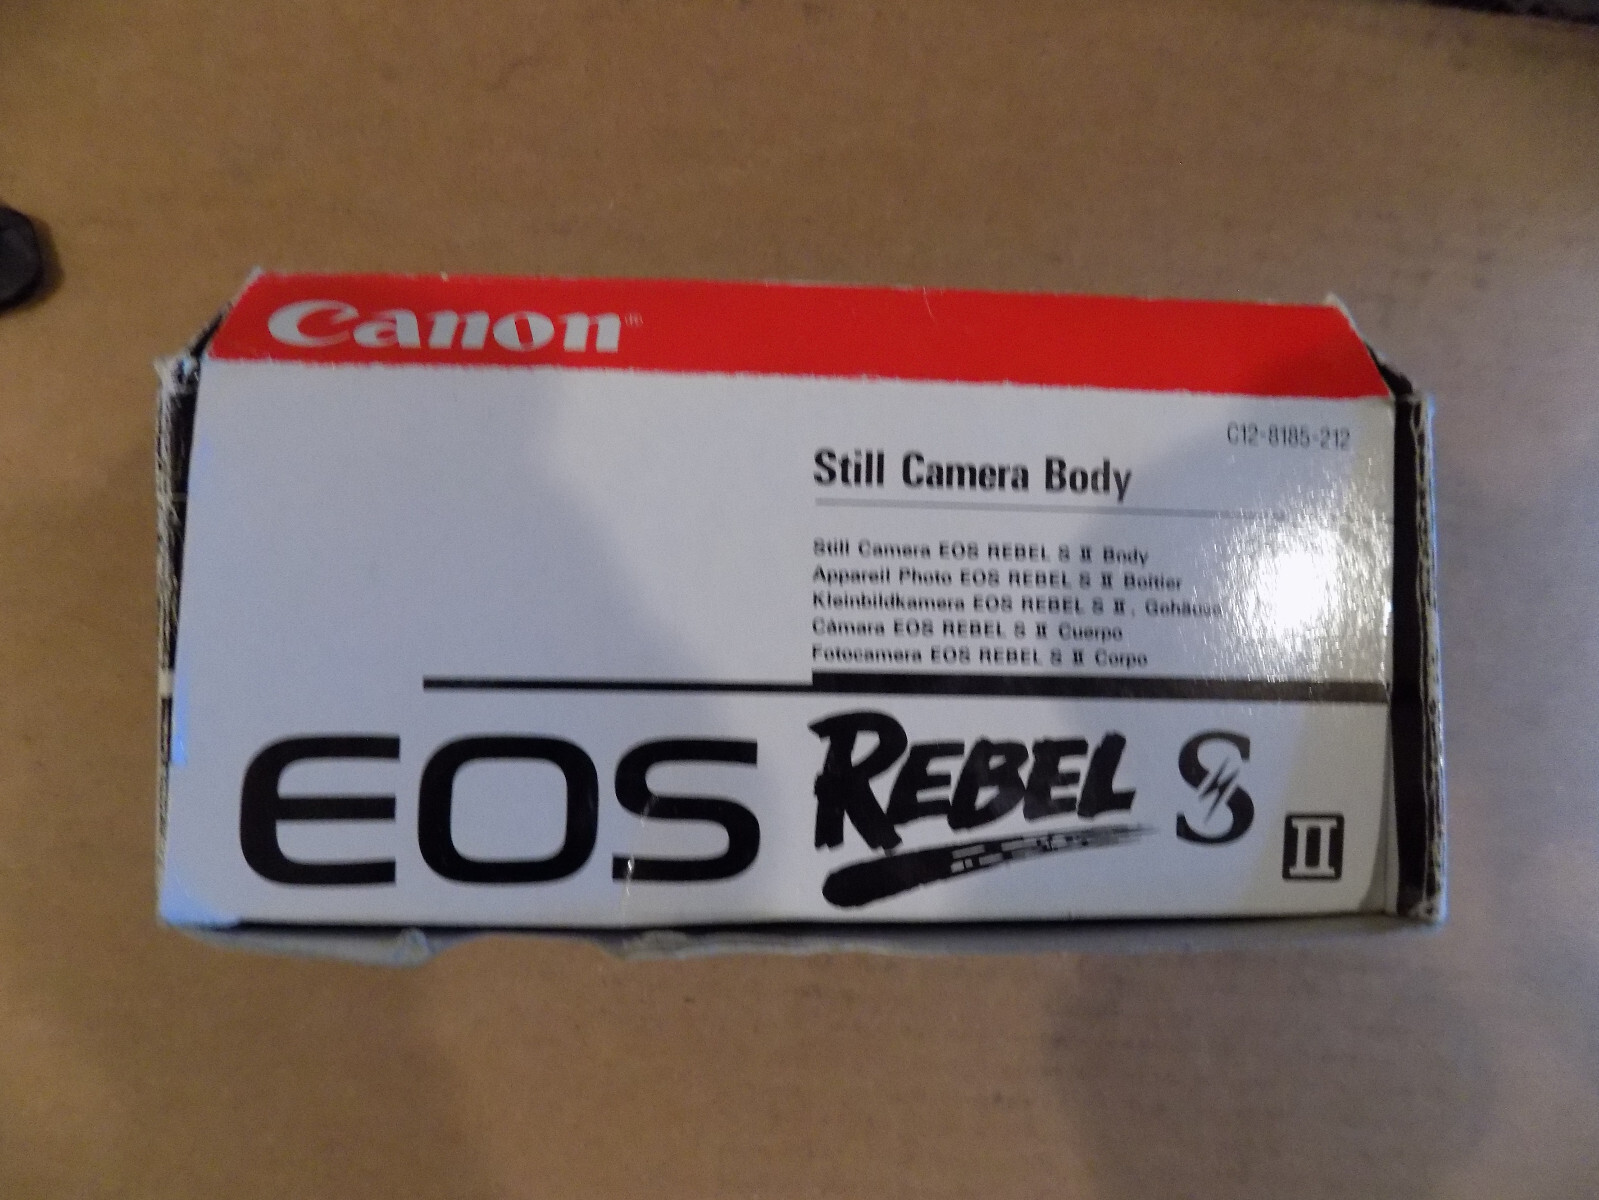 Canon®
C12-8185-212
Still Camera Body
Still Camera EOS REBEL S II Body
Appareil Photo EOS REBEL S II Boîtier
Kleinbildkamera EOS REBEL S II, Gehäuse
Cámara EOS REBEL S II Cuerpo
Fotocamera EOS REBEL S II Corpo
EOS REBEL S II